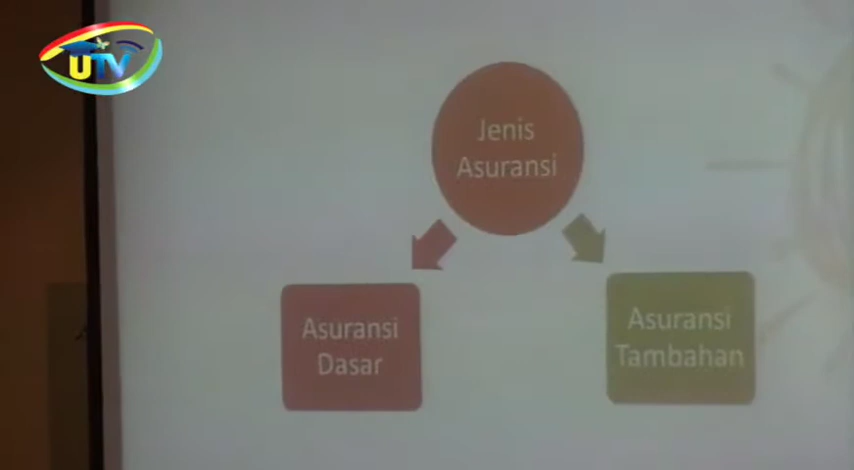 UTV
Jenis
Asuransi
Asuransi
Dasar
Asuransi
Tambahan